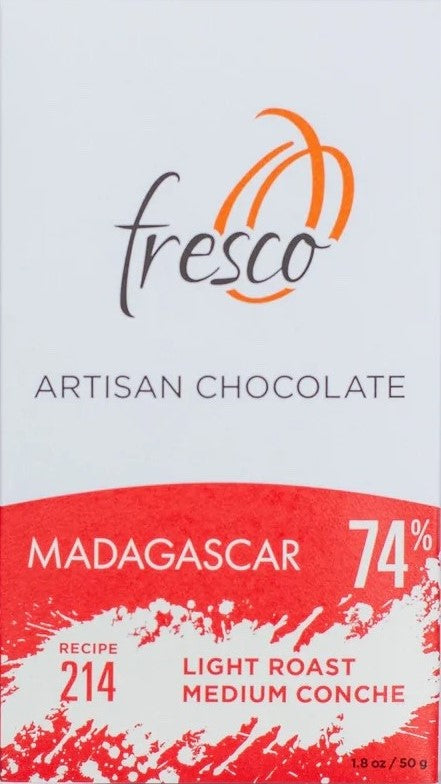 fresco
ARTISAN CHOCOLATE
MADAGASCAR 74%
RECIPE
214
LIGHT ROAST
MEDIUM CONCHE
1.8 oz / 50 g